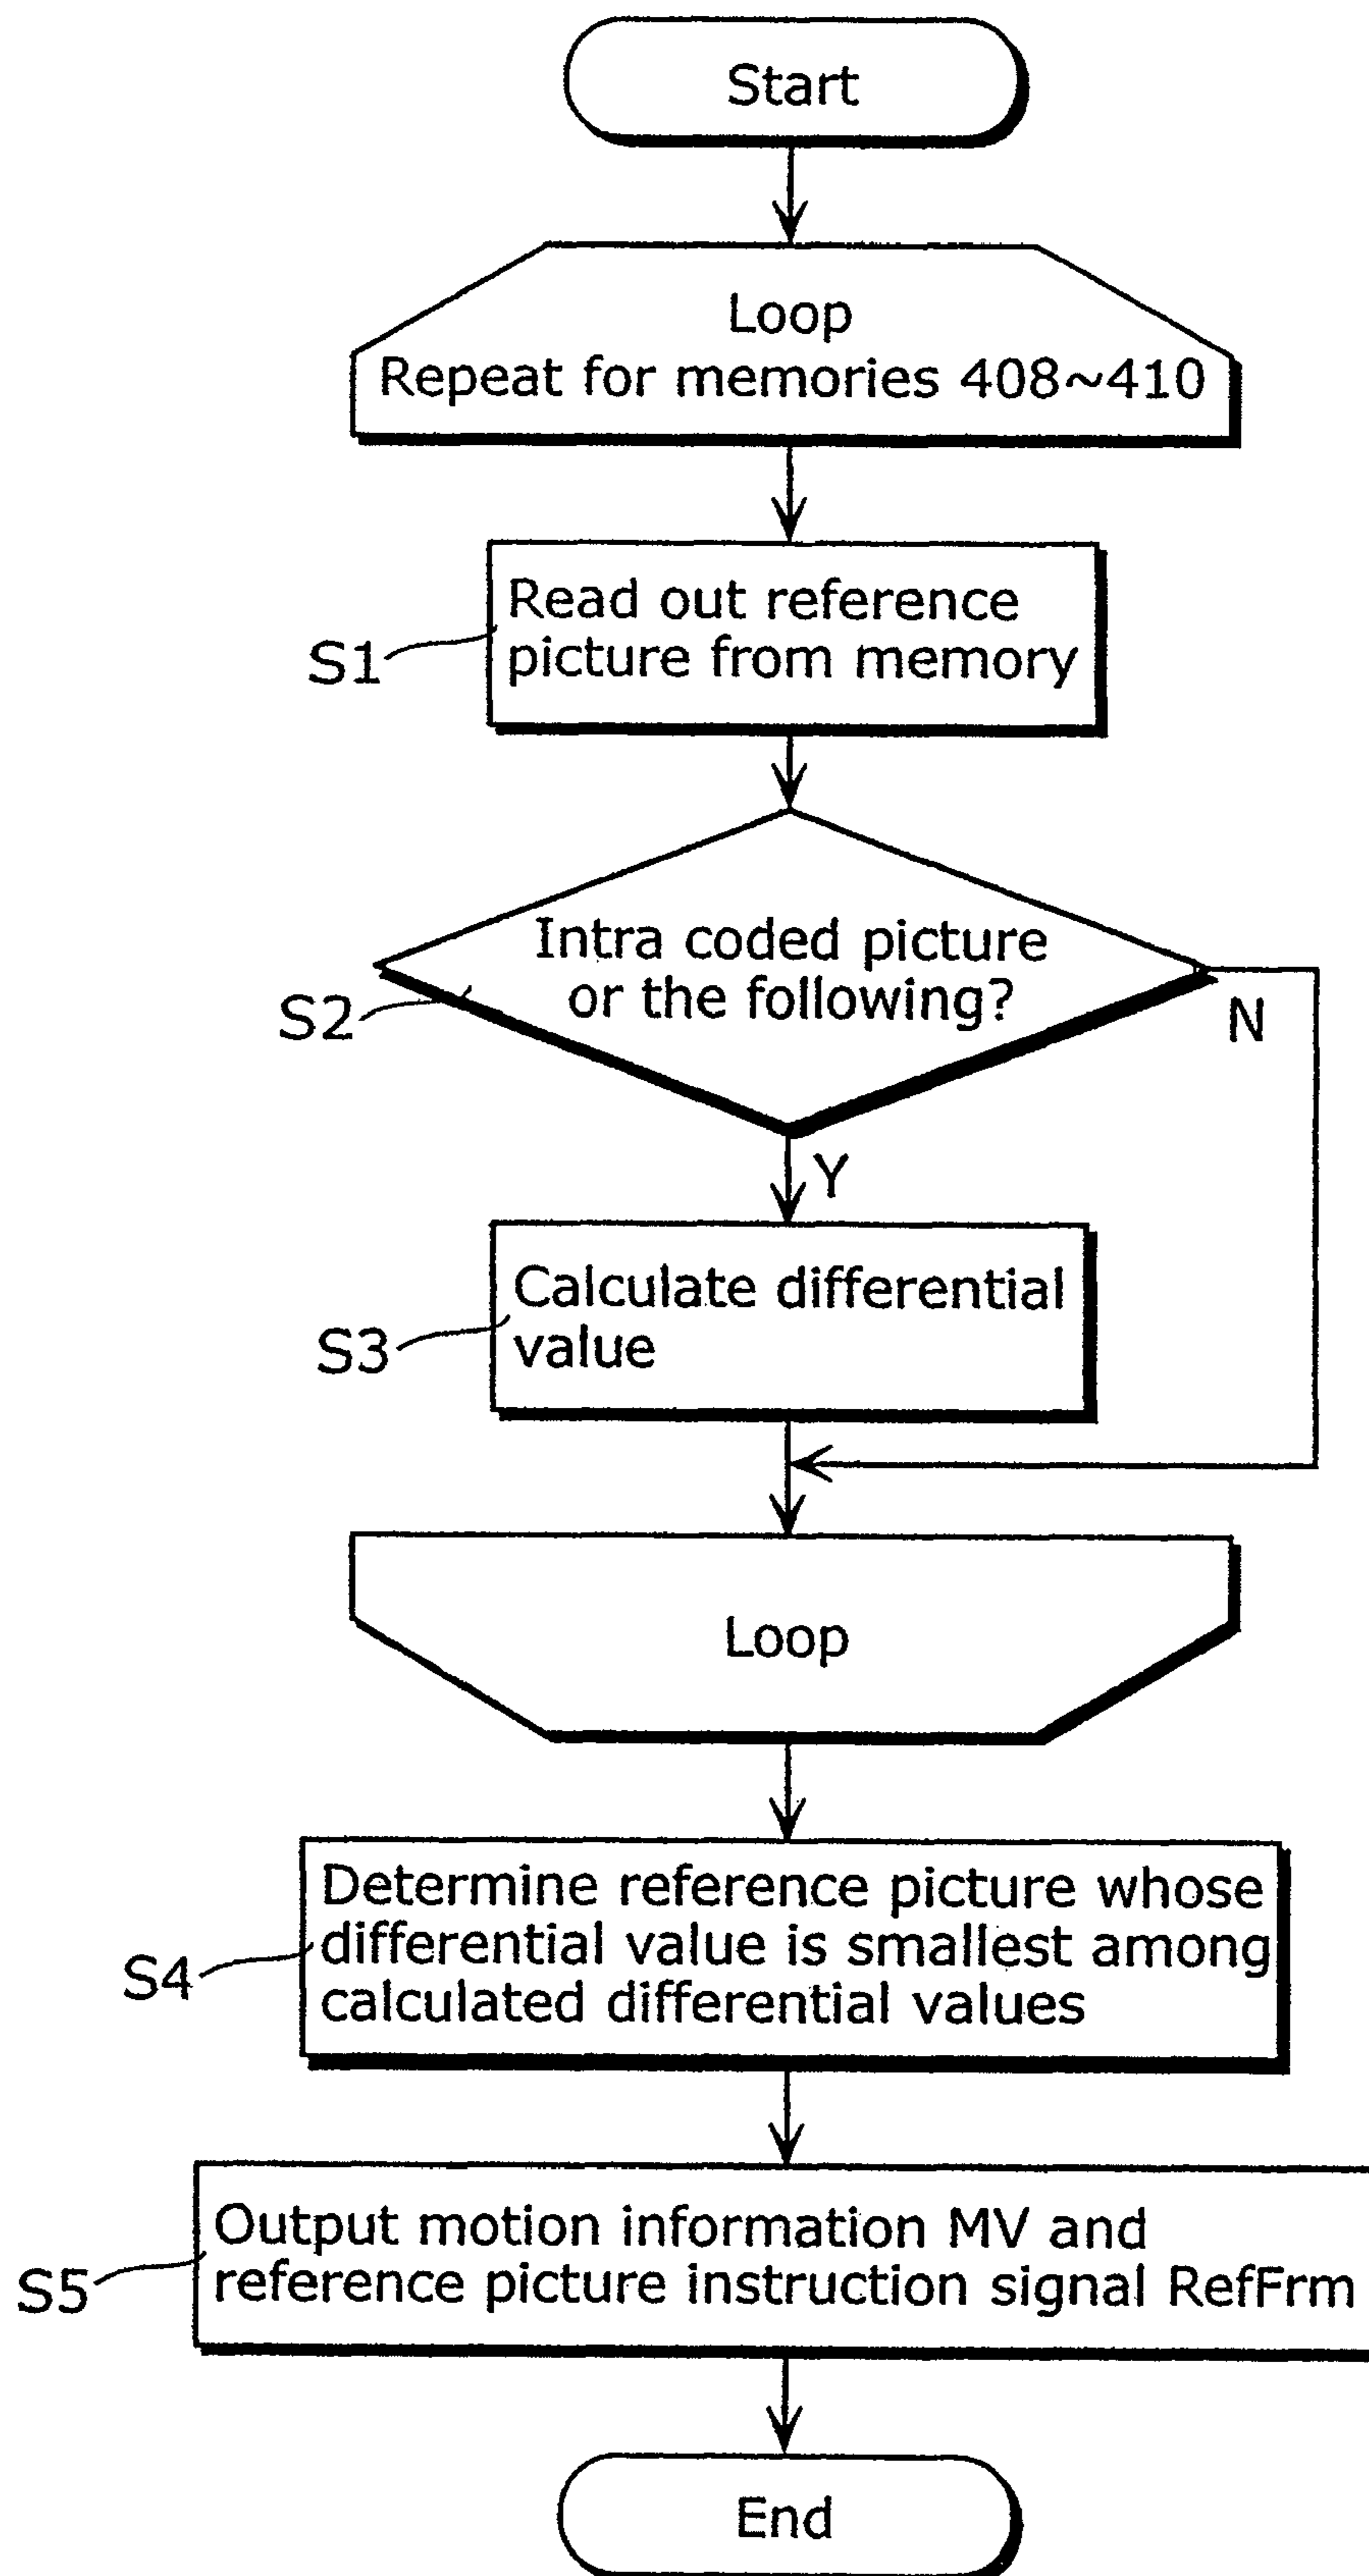 Start
Loop
Repeat for memories 408~410
Read out reference
picture from memory
S1
Intra coded picture
or the following?
S2
N
Y
Calculate differential
value
S3
Loop
Determine reference picture whose
differential value is smallest among
calculated differential values
S4
Output motion information MV and
reference picture instruction signal RefFrm
S5
End